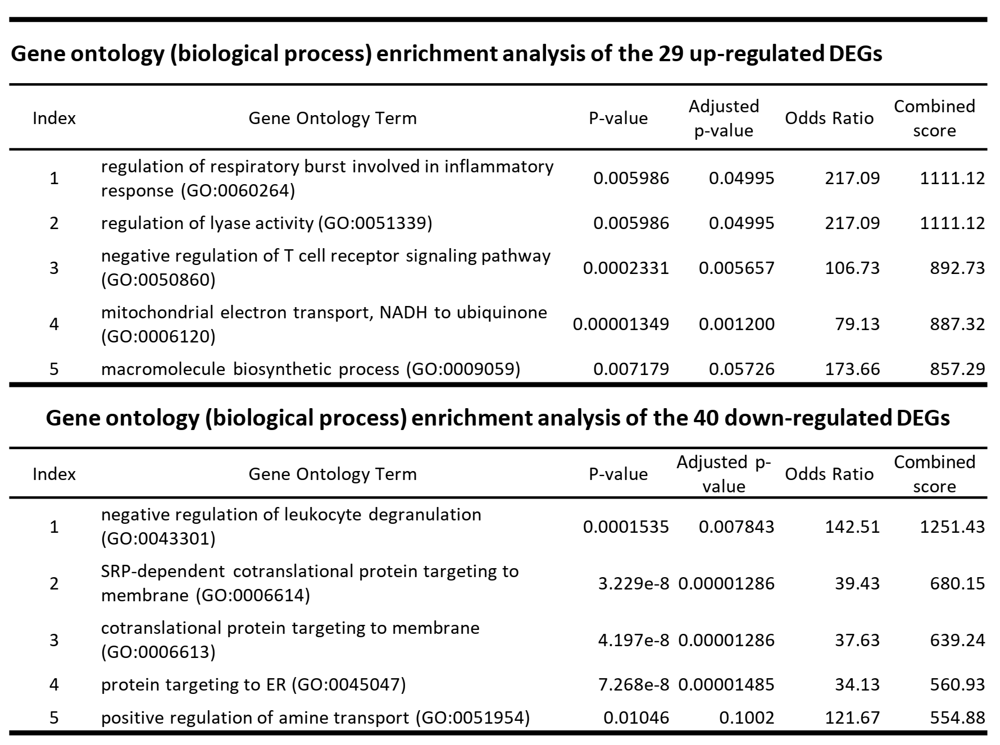 Gene ontology (biological process) enrichment analysis of the 29 up-regulated DEGs
Index Gene Ontology Term P-value Adjusted p-value Odds Ratio Combined score
1 regulation of respiratory burst involved in inflammatory response (GO:0060264) 0.005986 0.04995 217.09 1111.12
2 regulation of lyase activity (GO:0051339) 0.005986 0.04995 217.09 1111.12
3 negative regulation of T cell receptor signaling pathway (GO:0050860) 0.0002331 0.005657 106.73 892.73
4 mitochondrial electron transport, NADH to ubiquinone (GO:0006120) 0.00001349 0.001200 79.13 887.32
5 macromolecule biosynthetic process (GO:0009059) 0.007179 0.05726 173.66 857.29
Gene ontology (biological process) enrichment analysis of the 40 down-regulated DEGs
Index Gene Ontology Term P-value Adjusted p-value Odds Ratio Combined score
1 negative regulation of leukocyte degranulation (GO:0043301) 0.0001535 0.007843 142.51 1251.43
2 SRP-dependent cotranslational protein targeting to membrane (GO:0006614) 3.229e-8 0.00001286 39.43 680.15
3 cotranslational protein targeting to membrane (GO:0006613) 4.197e-8 0.00001286 37.63 639.24
4 protein targeting to ER (GO:0045047) 7.268e-8 0.00001485 34.13 560.93
5 positive regulation of amine transport (GO:0051954) 0.01046 0.1002 121.67 554.88